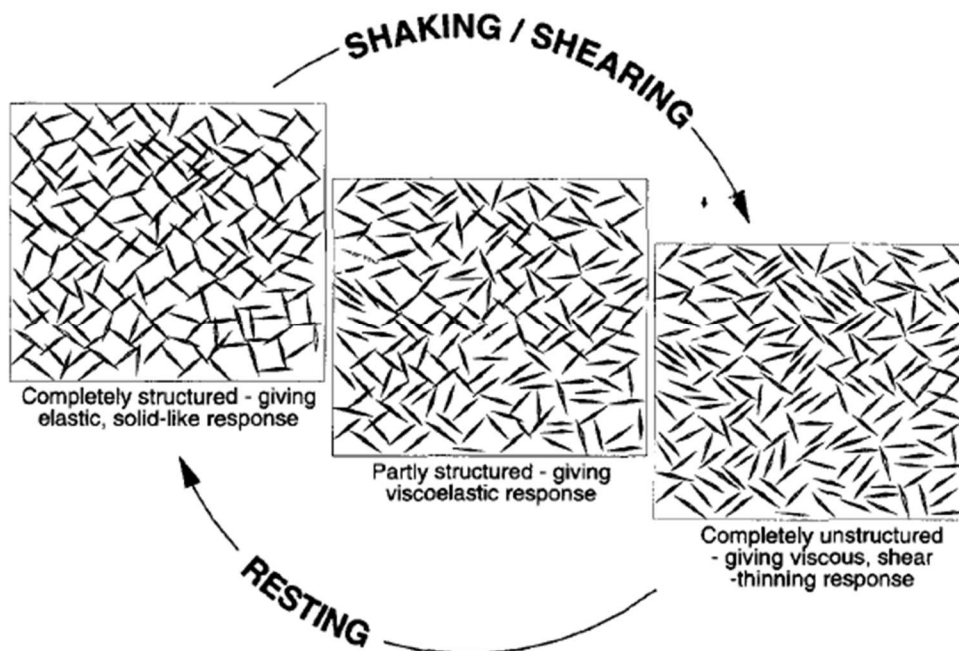 SHAKING / SHEARING
Completely structured - giving
elastic, solid-like response
Partly structured - giving
viscoelastic response
Completely unstructured
- giving viscous, shear
-thinning response
RESTING